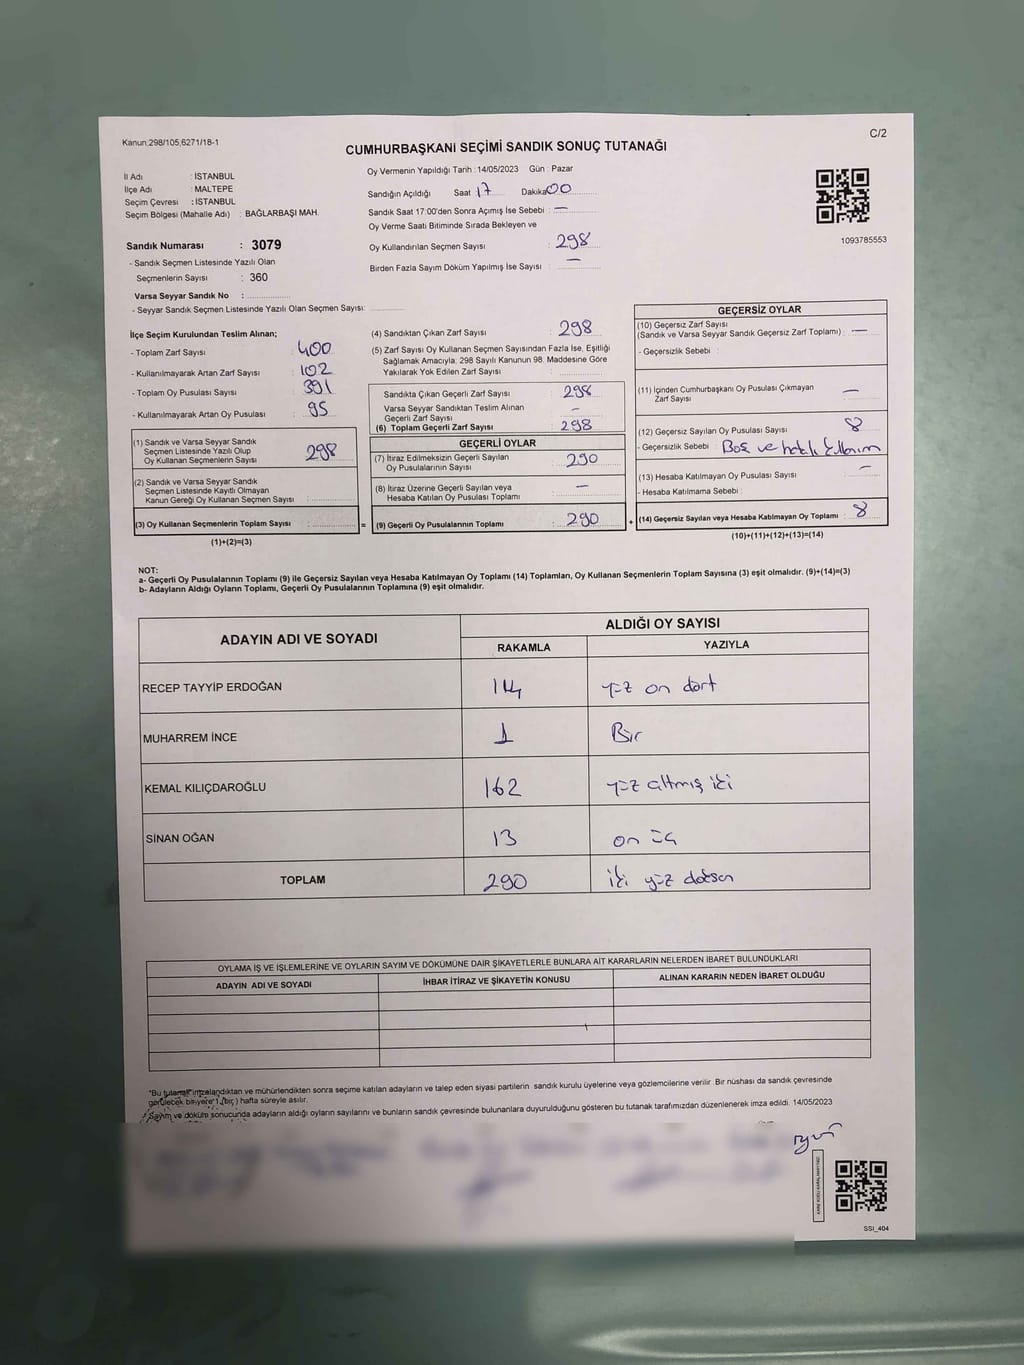 Kanun.298/105,6271/18-1
C/2
CUMHURBAŞKANI SEÇİMİ SANDIK SONUÇ TUTANAĞI
İl Adı : İSTANBUL
İlçe Adı : MALTEPE
Seçim Çevresi : İSTANBUL
Seçim Bölgesi (Mahalle Adı) : BAĞLARBAŞI MAH.
Oy Vermenin Yapıldığı Tarih : 14/05/2023 Gün : Pazar
Sandığın Açıldığı Saat 17 Dakika 00
Sandık Saat 17:00'den Sonra Açımış İse Sebebi : —
Oy Verme Saati Bitiminde Sırada Bekleyen ve
Oy Kullandırılan Seçmen Sayısı : 298
Birden Fazla Sayım Döküm Yapılmış İse Sayısı : —
1093785553
Sandık Numarası : 3079
- Sandık Seçmen Listesinde Yazılı Olan
Seçmenlerin Sayısı : 360
Varsa Seyyar Sandık No :
- Seyyar Sandık Seçmen Listesinde Yazılı Olan Seçmen Sayısı:
İlçe Seçim Kurulundan Teslim Alınan;
- Toplam Zarf Sayısı : 400
- Kullanılmayarak Artan Zarf Sayısı : 102
- Toplam Oy Pusulası Sayısı : 391
- Kullanılmayarak Artan Oy Pusulası : 95
(1) Sandık ve Varsa Seyyar Sandık
Seçmen Listesinde Yazılı Olup
Oy Kullanan Seçmenlerin Sayısı : 298
(2) Sandık ve Varsa Seyyar Sandık
Seçmen Listesinde Kayıtlı Olmayan
Kanun Gereği Oy Kullanan Seçmen Sayısı :
(3) Oy Kullanan Seçmenlerin Toplam Sayısı : =
(1)+(2)=(3)
(4) Sandıktan Çıkan Zarf Sayısı : 298
(5) Zarf Sayısı Oy Kullanan Seçmen Sayısından Fazla İse, Eşitliği
Sağlamak Amacıyla; 298 Sayılı Kanunun 98. Maddesine Göre
Yakılarak Yok Edilen Zarf Sayısı :
Sandıkta Çıkan Geçerli Zarf Sayısı : 298
Varsa Seyyar Sandıktan Teslim Alınan
Geçerli Zarf Sayısı : —
(6) Toplam Geçerli Zarf Sayısı : 298
GEÇERLİ OYLAR
(7) İtiraz Edilmeksizin Geçerli Sayılan
Oy Pusulalarının Sayısı : 290
(8) İtiraz Üzerine Geçerli Sayılan veya
Hesaba Katılan Oy Pusulası Toplamı : —
(9) Geçerli Oy Pusulalarının Toplamı : 290 +
GEÇERSİZ OYLAR
(10) Geçersiz Zarf Sayısı
(Sandık ve Varsa Seyyar Sandık Geçersiz Zarf Toplamı) : —
- Geçersizlik Sebebi :
(11) İçinden Cumhurbaşkanı Oy Pusulası Çıkmayan
Zarf Sayısı : —
(12) Geçersiz Sayılan Oy Pusulası Sayısı : 8
- Geçersizlik Sebebi : Boş ve hatalı kullanım
(13) Hesaba Katılmayan Oy Pusulası Sayısı : —
- Hesaba Katılmama Sebebi :
(14) Geçersiz Sayılan veya Hesaba Katılmayan Oy Toplamı : 8
(10)+(11)+(12)+(13)=(14)
NOT:
a- Geçerli Oy Pusulalarının Toplamı (9) ile Geçersiz Sayılan veya Hesaba Katılmayan Oy Toplamı (14) Toplamları, Oy Kullanan Seçmenlerin Toplam Sayısına (3) eşit olmalıdır. (9)+(14)=(3)
b- Adayların Aldığı Oyların Toplamı, Geçerli Oy Pusulalarının Toplamına (9) eşit olmalıdır.
ADAYIN ADI VE SOYADI
ALDIĞI OY SAYISI
RAKAMLA YAZIYLA
RECEP TAYYİP ERDOĞAN 114 yüz on dört
MUHARREM İNCE 1 Bir
KEMAL KILIÇDAROĞLU 162 yüz altmış iki
SİNAN OĞAN 13 on üç
TOPLAM 290 iki yüz doksan
OYLAMA İŞ VE İŞLEMLERİNE VE OYLARIN SAYIM VE DÖKÜMÜNE DAİR ŞİKAYETLERLE BUNLARA AİT KARARLARIN NELERDEN İBARET BULUNDUKLARI
ADAYIN ADI VE SOYADI İHBAR İTİRAZ VE ŞİKAYETİN KONUSU ALINAN KARARIN NEDEN İBARET OLDUĞU
"Bu tutanak imzalandıktan ve mühürlendikten sonra seçime katılan adayların ve talep eden siyasi partilerin sandık kurulu üyelerine veya gözlemcilerine verilir. Bir nüshası da sandık çevresinde
görülecek bir yere 1 (bir) hafta süreyle asılır.
Sayım ve döküm sonucunda adayların aldığı oyların sayılarını ve bunların sandık çevresinde bulunanlara duyurulduğunu gösteren bu tutanak tarafımızdan düzenlenerek imza edildi. 14/05/2023
SSI_404